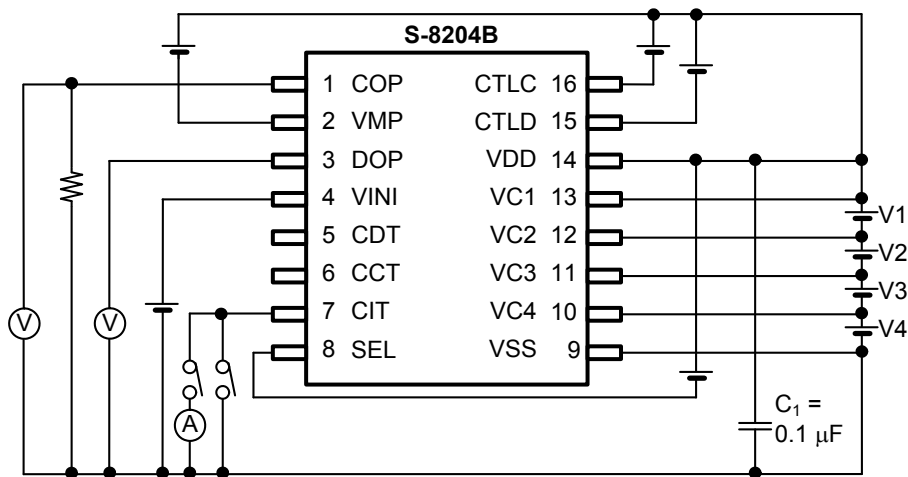 S-8204B
1 COP CTLC 16
2 VMP CTLD 15
3 DOP VDD 14
4 VINI VC1 13
5 CDT VC2 12
6 CCT VC3 11
7 CIT VC4 10
8 SEL VSS 9
V1
V2
V3
V4
V V
A
C₁ =
0.1 μF